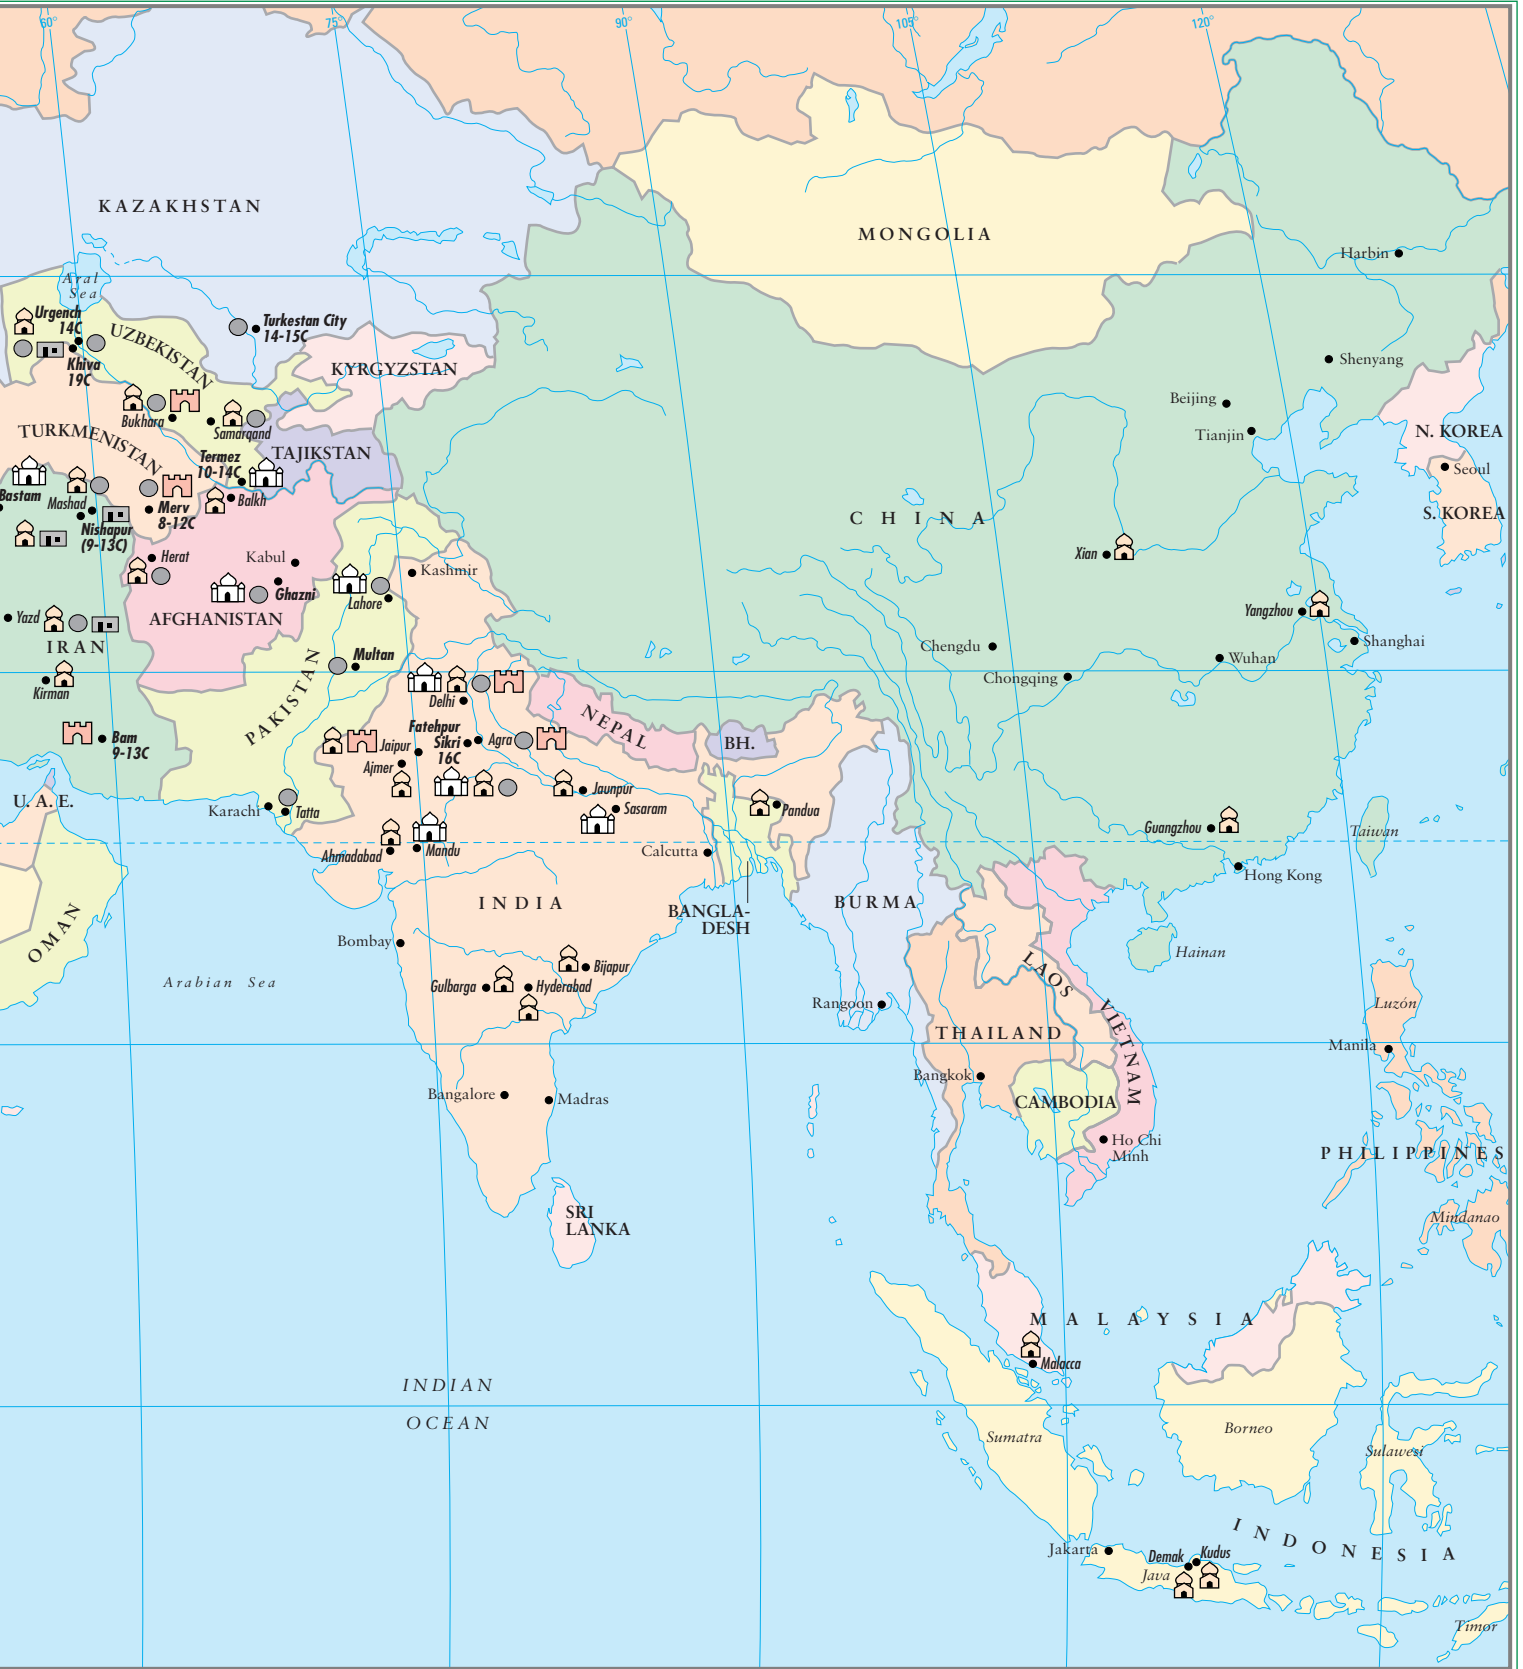 60°
75°
90°
105°
120°
KAZAKHSTAN
MONGOLIA
Harbin
Aral
Sea
Urgench
14C
Khiva
19C
UZBEKISTAN
Turkestan City
14-15C
KYRGYZSTAN
Shenyang
Beijing
Tianjin
N. KOREA
Seoul
S. KOREA
Bukhara
Samarqand
TURKMENISTAN
TAJIKSTAN
Termez
10-14C
Balkh
Bastam
Mashad
Nishapur
(9-13C)
Merv
8-12C
CHINA
Xian
Herat
Kabul
Ghazni
Kashmir
Lahore
AFGHANISTAN
Yazd
IRAN
Kirman
Yangzhou
Shanghai
Chengdu
Wuhan
Chongqing
Multan
PAKISTAN
Delhi
NEPAL
BH.
Bam
9-13C
Fatehpur
Sikri
16C
Agra
Jaipur
Ajmer
Jaunpur
Sasaram
Pandua
U. A. E.
Karachi
Tatta
Ahmadabad
Mandu
Calcutta
Guangzhou
Taiwan
Hong Kong
INDIA
BANGLA-
DESH
BURMA
OMAN
Bombay
Hainan
LAOS
Arabian Sea
Bijapur
Gulbarga
Hyderabad
Rangoon
VIETNAM
Luzón
THAILAND
Manila
Bangkok
Bangalore
Madras
CAMBODIA
Ho Chi
Minh
PHILIPPINES
SRI
LANKA
Mindanao
MALAYSIA
Malacca
INDIAN
OCEAN
Sumatra
Borneo
Sulawesi
INDONESIA
Jakarta
Demak
Kudus
Java
Timor